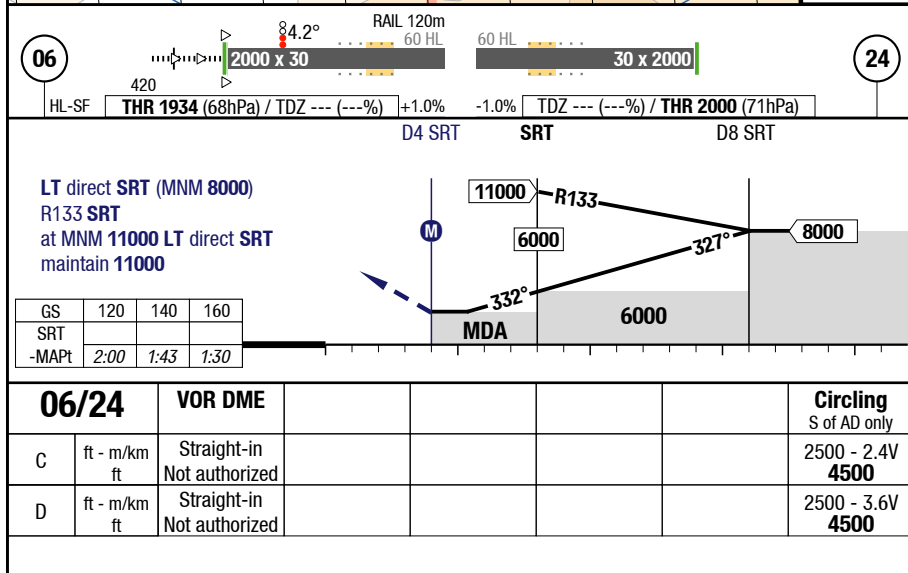 RAIL 120m
4.2°
60 HL 60 HL
06 2000 x 30 30 x 2000 24
420
HL-SF THR 1934 (68hPa) / TDZ --- (---%) +1.0% -1.0% TDZ --- (---%) / THR 2000 (71hPa)
D4 SRT SRT D8 SRT
LT direct SRT (MNM 8000)
R133 SRT
at MNM 11000 LT direct SRT
maintain 11000
11000 R133
M 6000 327° 8000
332°
MDA 6000
GS 120 140 160
SRT
-MAPt 2:00 1:43 1:30
06/24 VOR DME Circling
S of AD only
C ft - m/km Straight-in 2500 - 2.4V
ft Not authorized 4500
D ft - m/km Straight-in 2500 - 3.6V
ft Not authorized 4500